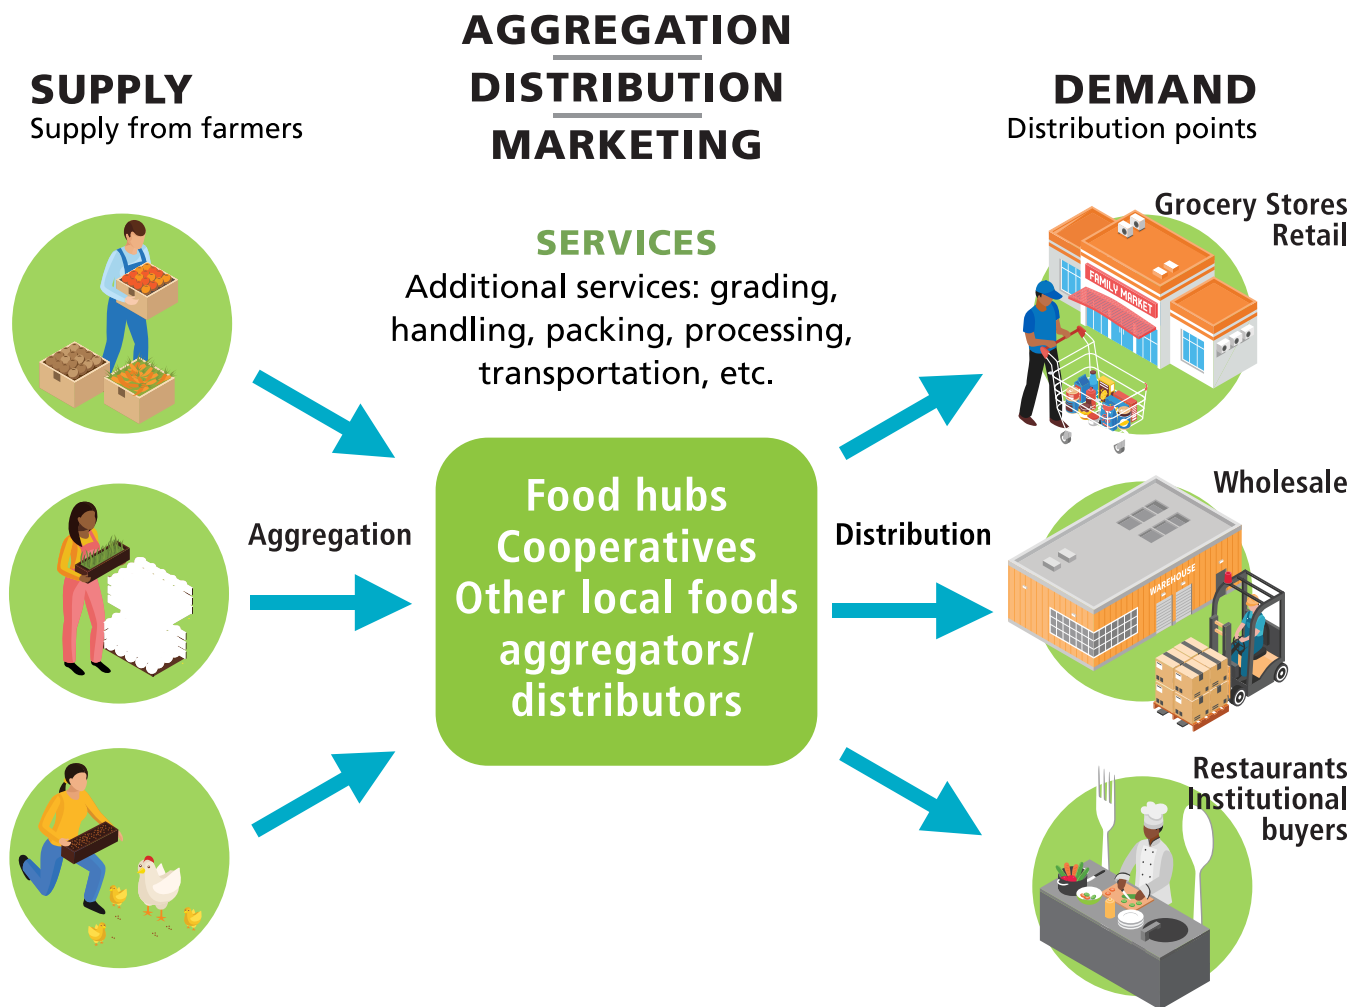 AGGREGATION
DISTRIBUTION
MARKETING
SUPPLY
Supply from farmers
DEMAND
Distribution points
SERVICES
Additional services: grading,
handling, packing, processing,
transportation, etc.
Aggregation
Food hubs
Cooperatives
Other local foods
aggregators/
distributors
Distribution
Grocery Stores
Retail
FAMILY MARKET
Wholesale
WAREHOUSE
Restaurants
Institutional
buyers